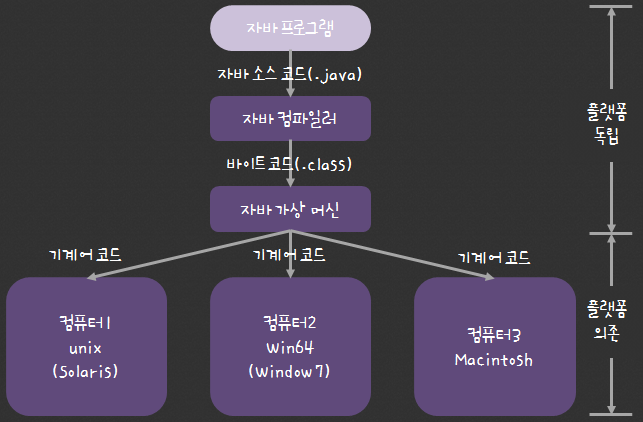 자바 프로그램
자바 소스 코드(.java)
자바 컴파일러
바이트 코드(.class)
자바 가상 머신
기계어 코드
기계어 코드
기계어 코드
컴퓨터1
unix
(Solaris)
컴퓨터2
Win64
(Window7)
컴퓨터3
Macintosh
플랫폼
독립
플랫폼
의존